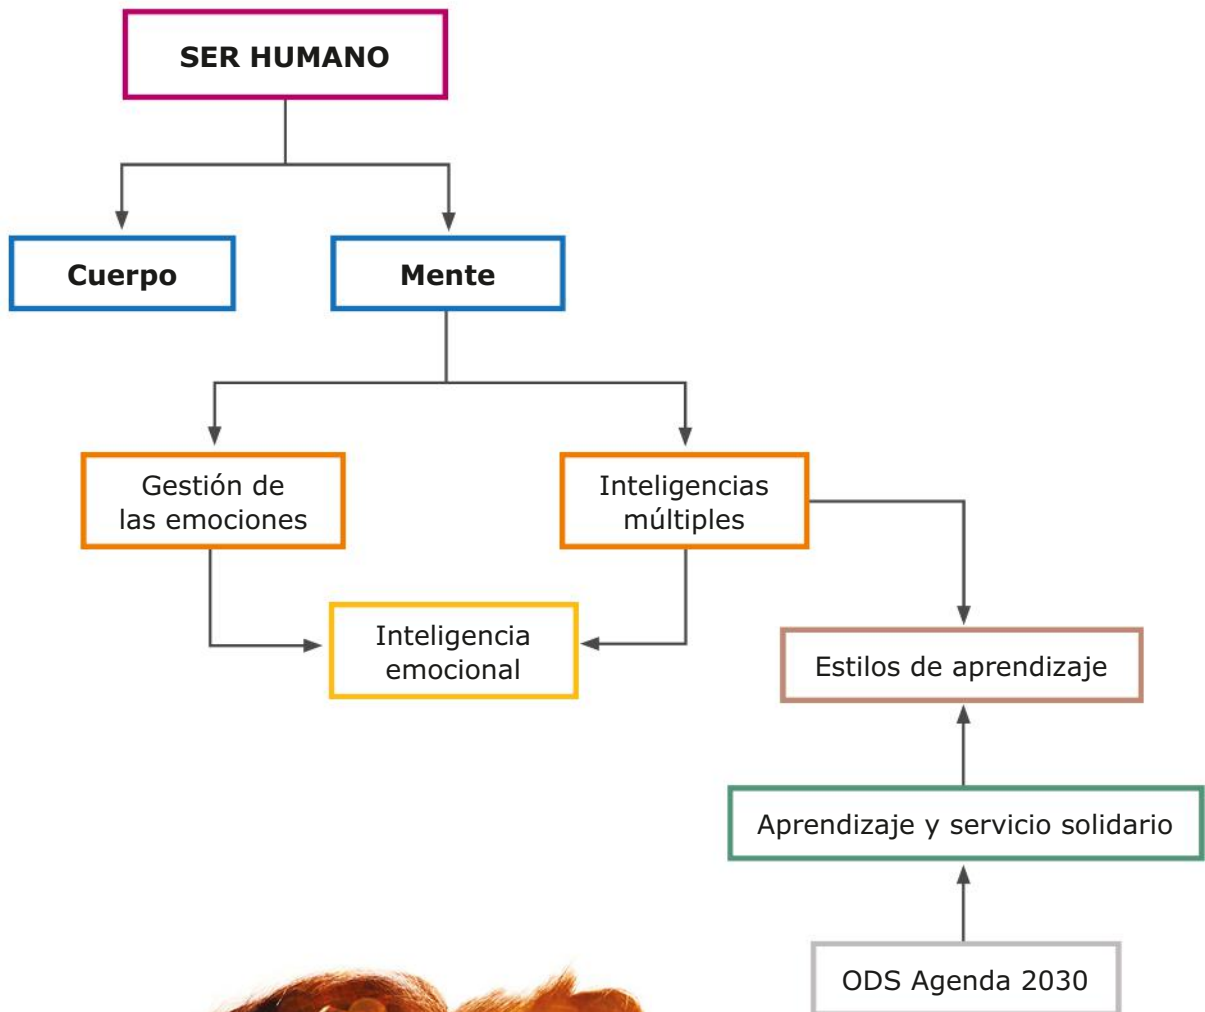 SER HUMANO
Cuerpo
Mente
Gestión de
las emociones
Inteligencias
múltiples
Inteligencia
emocional
Estilos de aprendizaje
Aprendizaje y servicio solidario
ODS Agenda 2030